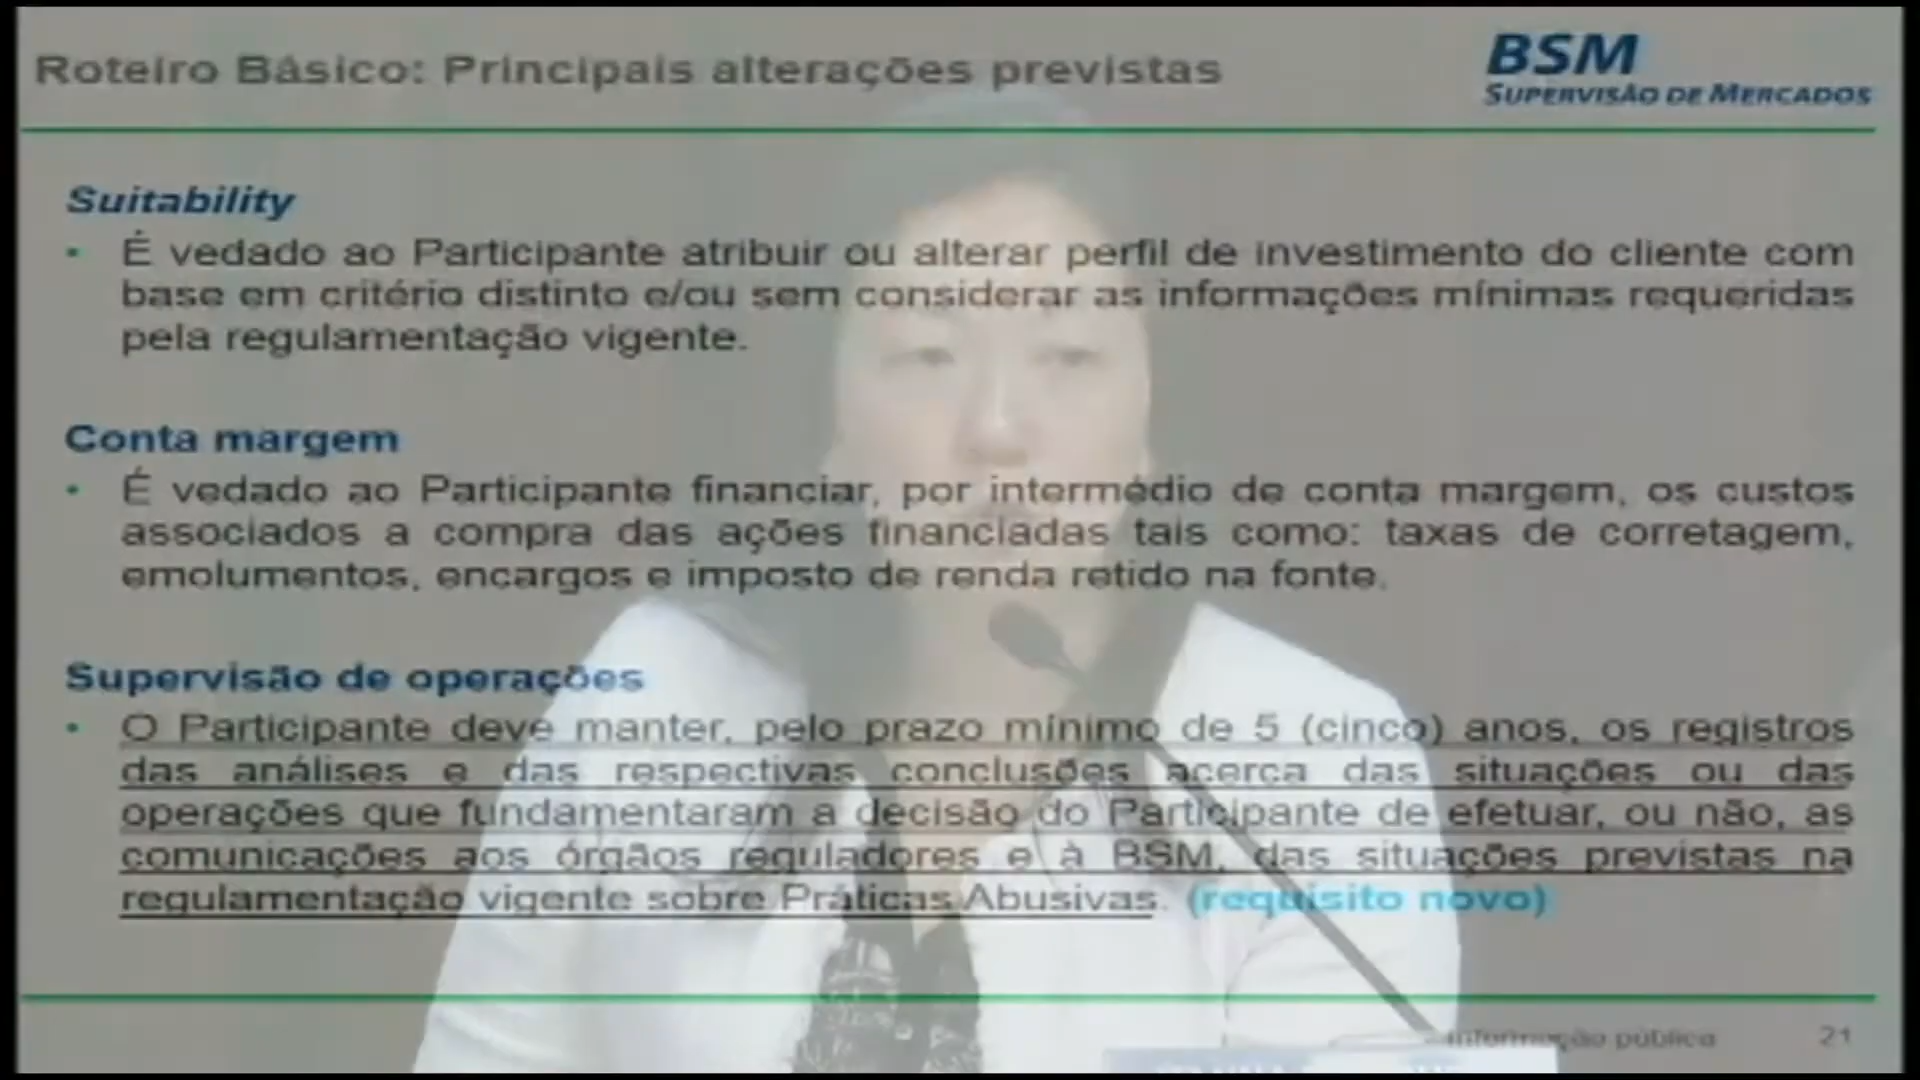 Roteiro Básico: Principais alterações previstas
BSM
SUPERVISÃO DE MERCADOS
Suitability
• É vedado ao Participante atribuir ou alterar perfil de investimento do cliente com
base em critério distinto e/ou sem considerar as informações mínimas requeridas
pela regulamentação vigente.
Conta margem
• É vedado ao Participante financiar, por intermédio de conta margem, os custos
associados a compra das ações financiadas tais como: taxas de corretagem,
emolumentos, encargos e imposto de renda retido na fonte.
Supervisão de operações
• O Participante deve manter, pelo prazo mínimo de 5 (cinco) anos, os registros
das análises e das respectivas conclusões acerca das situações ou das
operações que fundamentaram a decisão do Participante de efetuar, ou não, as
comunicações aos órgãos reguladores e à BSM, das situações previstas na
regulamentação vigente sobre Práticas Abusivas. (requisito novo)
Informação pública
21